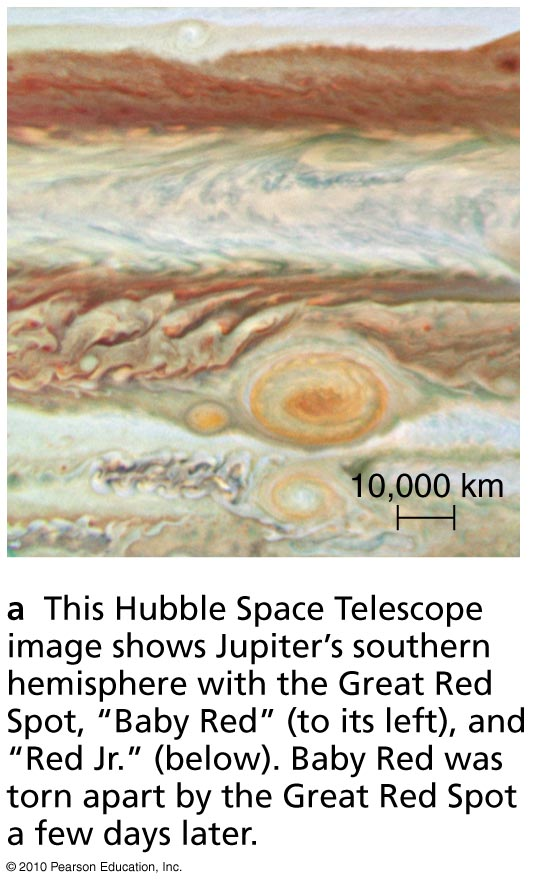 10,000 km
a This Hubble Space Telescope
image shows Jupiter’s southern
hemisphere with the Great Red
Spot, “Baby Red” (to its left), and
“Red Jr.” (below). Baby Red was
torn apart by the Great Red Spot
a few days later.
© 2010 Pearson Education, Inc.